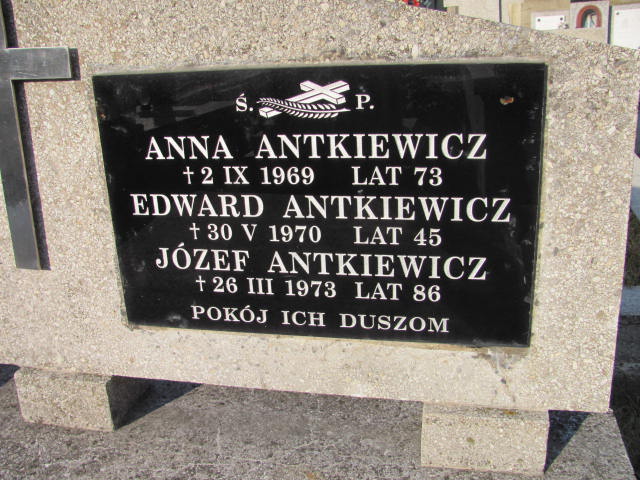 Ś. P.
ANNA ANTKIEWICZ
† 2 IX 1969 LAT 73
EDWARD ANTKIEWICZ
† 30 V 1970 LAT 45
JÓZEF ANTKIEWICZ
† 26 III 1973 LAT 86
POKÓJ ICH DUSZOM